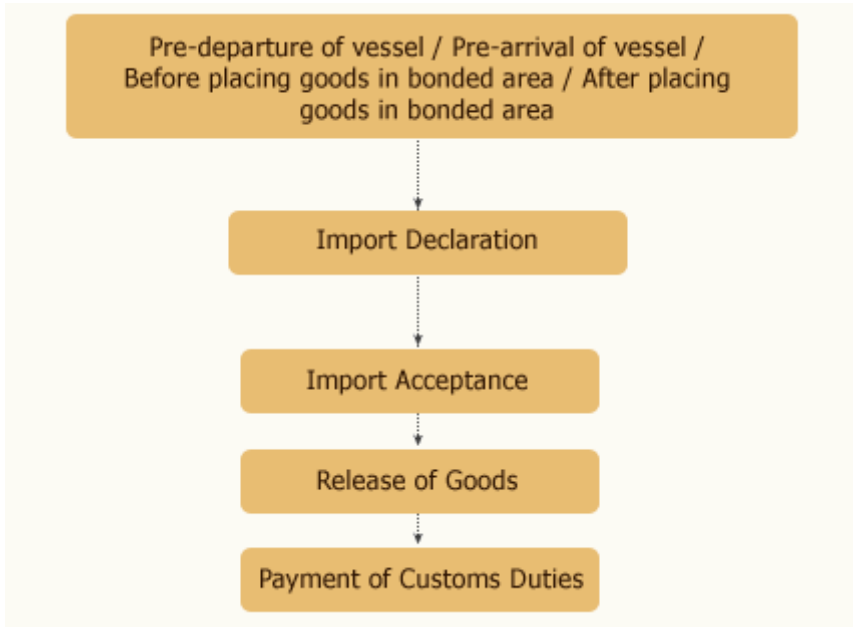 Pre-departure of vessel / Pre-arrival of vessel /
Before placing goods in bonded area / After placing
goods in bonded area
Import Declaration
Import Acceptance
Release of Goods
Payment of Customs Duties